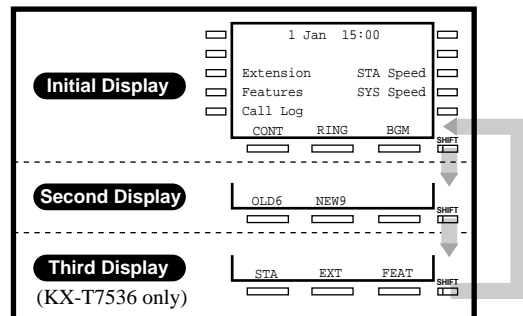 1 Jan 15:00
Initial Display
Extension STA Speed
Features SYS Speed
Call Log
CONT RING BGM
SHIFT
Second Display
OLD6 NEW9
SHIFT
Third Display
(KX-T7536 only)
STA EXT FEAT
SHIFT